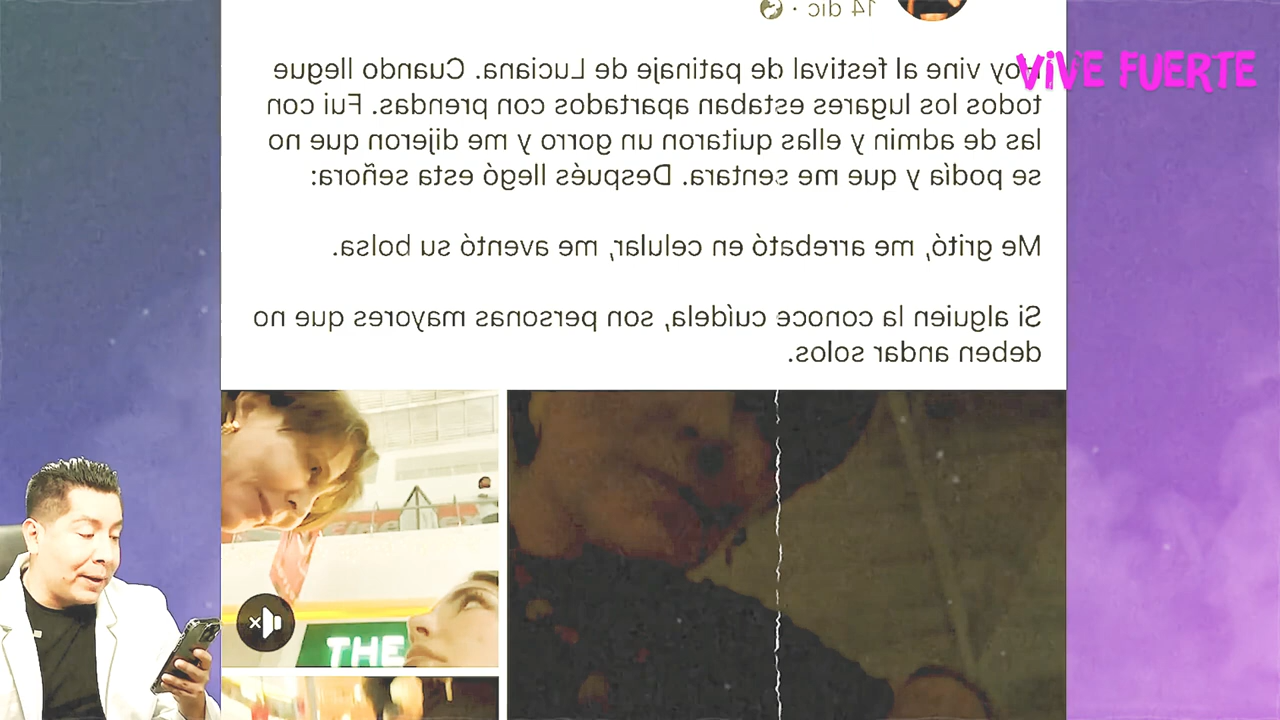 14 dic
VIVE FUERTE
Hoy vine al festival de patinaje de Luciana. Cuando llegue
todos los lugares estaban apartados con prendas. Fui con
las de admin y ellas quitaron un gorro y me dijeron que no
se podía y que me sentara. Después llegó esta señora:
Me gritó, me arrebató en celular, me aventó su bolsa.
Si alguien la conoce cuídela, son personas mayores que no
deben andar solos.
THE